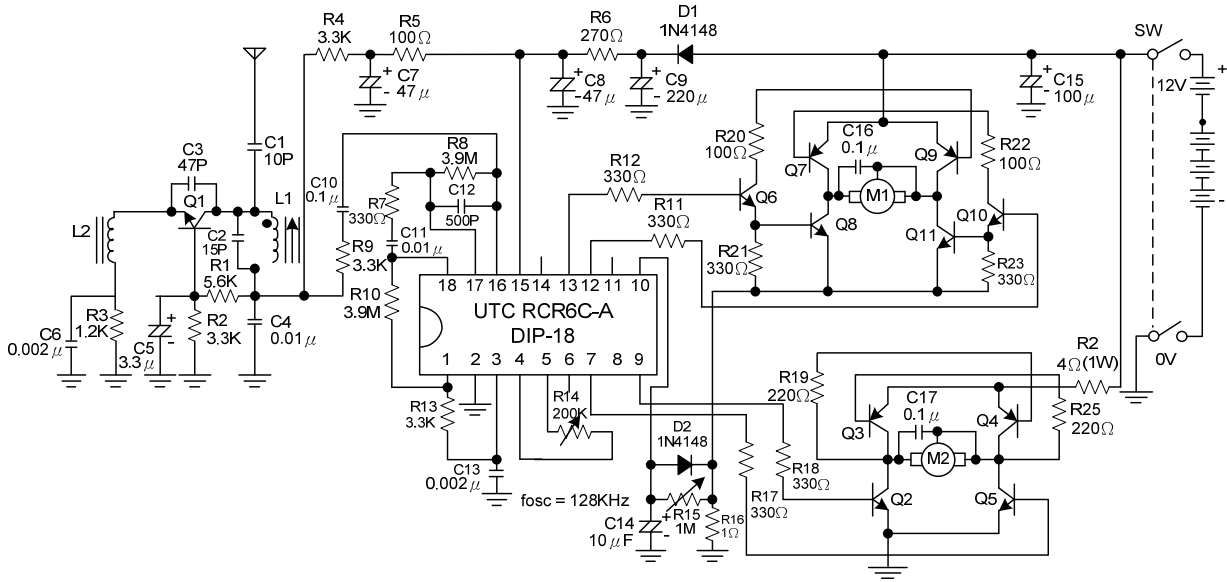 R4
3.3K
R5
100Ω
C7
47μ
R6
270Ω
D1
1N4148
C8
47μ
C9
220μ
SW
12V
+
-
C15
100μ
C1
10P
C3
47P
Q1
L1
L2
C2
15P
R1
5.6K
C10
0.1μ
R7
330Ω
R8
3.9M
C12
500P
C11
0.01μ
R9
3.3K
R10
3.9M
R12
330Ω
R11
330Ω
R20
100Ω
Q6
R21
330Ω
Q7
C16
0.1μ
Q9
M1
Q8
R22
100Ω
Q10
Q11
R23
330Ω
18 17 16 15 14 13 12 11 10
UTC RCR6C-A
DIP-18
1 2 3 4 5 6 7 8 9
C6
0.002μ
R3
1.2K
C5
3.3μ
R2
3.3K
C4
0.01μ
R13
3.3K
C13
0.002μ
R14
200K
fosc = 128KHz
D2
1N4148
R15
1M
C14
10μF
R16
1Ω
R17
330Ω
R18
330Ω
R19
220Ω
Q3
C17
0.1μ
Q4
M2
Q2
Q5
R25
220Ω
R2
4Ω(1W)
0V